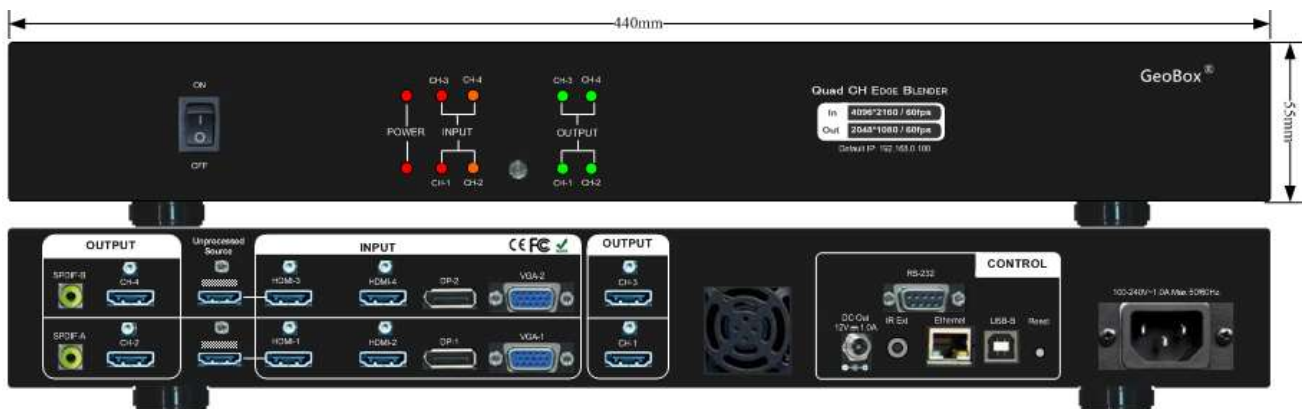 440mm
GeoBox®
ON
OFF
CH-3 CH-4
POWER INPUT
CH-1 CH-2
CH-3 CH-4
OUTPUT
CH-1 CH-2
Quad CH EDGE BLENDER
In 4096*2160 / 60fps
Out 2048*1080 / 60fps
Default IP: 192.168.0.100
55mm
OUTPUT
Unprocessed
Source
INPUT
CE FC
OUTPUT
SPDIF-B
CH-4
HDMI-3
HDMI-4
DP-2
VGA-2
CH-3
SPDIF-A
CH-2
HDMI-1
HDMI-2
DP-1
VGA-1
CH-1
CONTROL
RS-232
DC Out
12V⎓1.0A
IR Ext
Ethernet
USB-B
Reset
100-240V~1.0A Max 50/60Hz